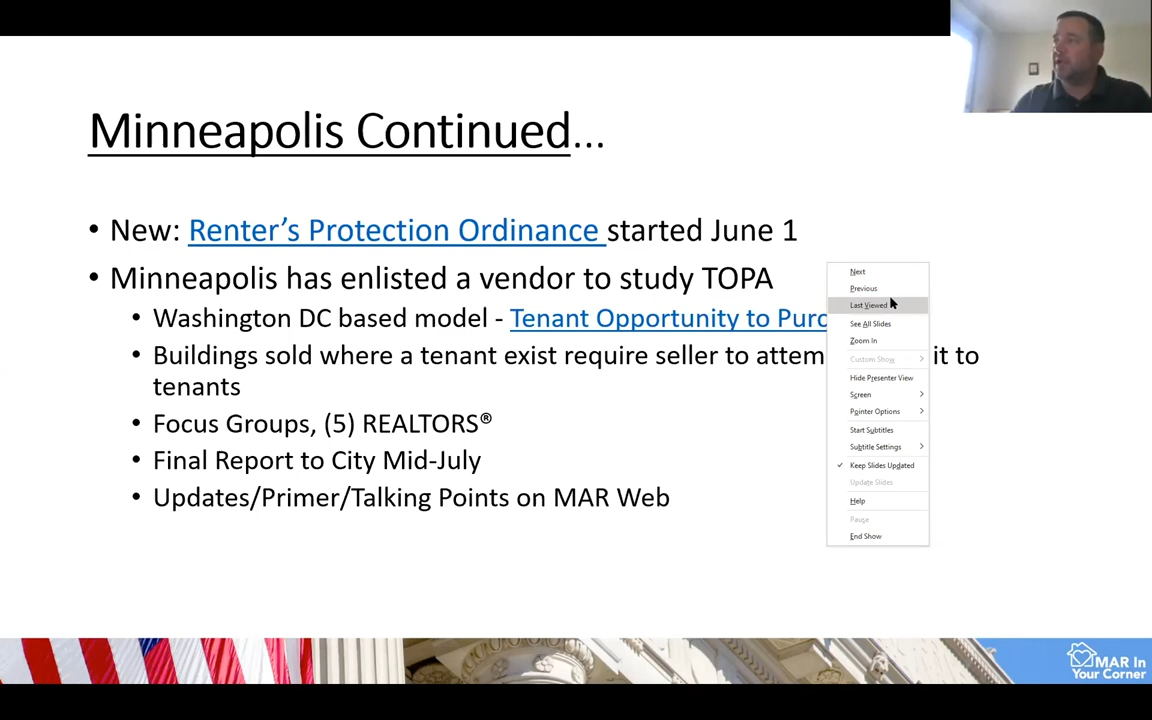 Minneapolis Continued...
• New: Renter's Protection Ordinance started June 1
• Minneapolis has enlisted a vendor to study TOPA
• Washington DC based model - Tenant Opportunity to
• Buildings sold where a tenant exist require seller to it to
tenants
• Focus Groups, (5) REALTORS®
• Final Report to City Mid-July
• Updates/Primer/Talking Points on MAR Web
Next
Previous
Last Viewed
See All Slides
Zoom In
Custom Show
Hide Presenter View
Screen
Pointer Options
Start Subtitles
Subtitle Settings
✓ Keep Slides Updated
Update Slides
Help
Pause
End Show
MAR In
Your Corner